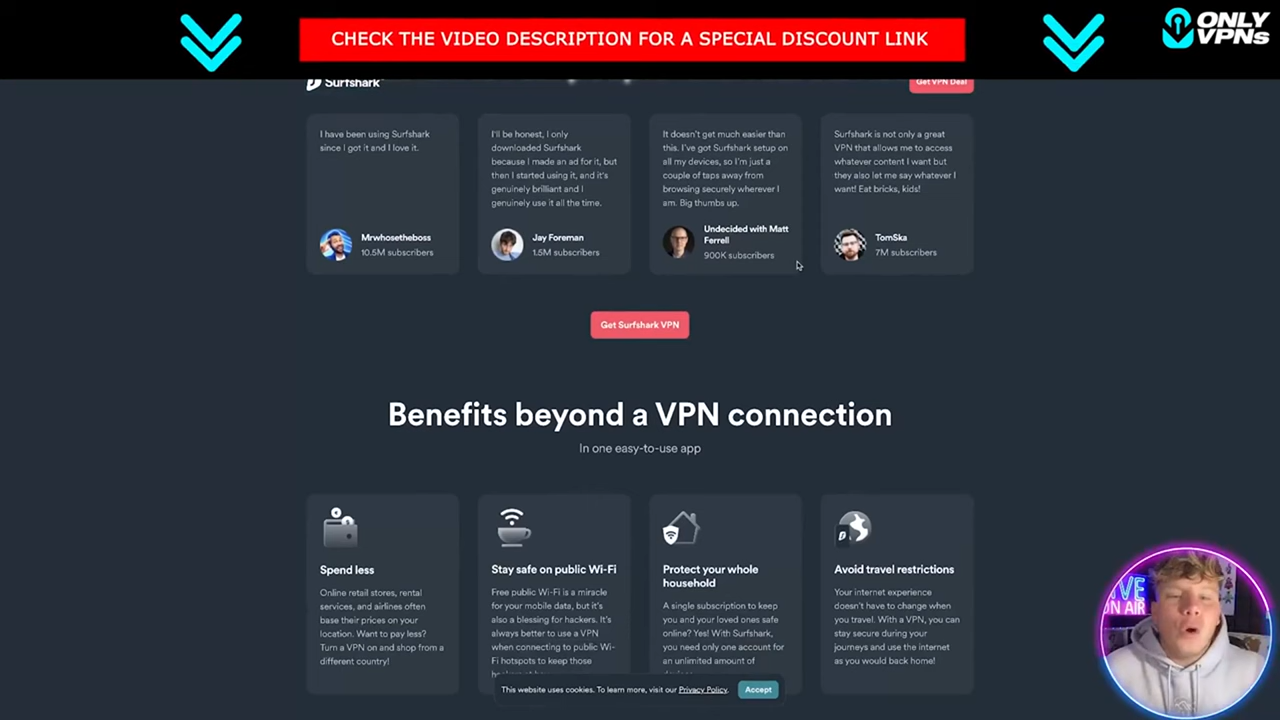 CHECK THE VIDEO DESCRIPTION FOR A SPECIAL DISCOUNT LINK
ONLY
VPNs
Surfshark
Get VPN Deal
I have been using Surfshark
since I got it and I love it.
Mrwhosetheboss
10.5M subscribers
I'll be honest, I only
downloaded Surfshark
because I made an ad for it, but
then I started using it, and it's
genuinely brilliant and I
genuinely use it all the time.
Jay Foreman
1.5M subscribers
It doesn't get much easier than
this. I've got Surfshark setup on
all my devices, so I'm just a
couple of taps away from
browsing securely wherever I
am. Big thumbs up.
Undecided with Matt
Ferrell
900K subscribers
Surfshark is not only a great
VPN that allows me to access
whatever content I want but
they also let me say whatever I
want! Eat bricks, kids!
TomSka
7M subscribers
Get Surfshark VPN
Benefits beyond a VPN connection
In one easy-to-use app
Spend less
Online retail stores, rental
services, and airlines often
base their prices on your
location. Want to pay less?
Turn a VPN on and shop from a
different country!
Stay safe on public Wi-Fi
Free public Wi-Fi is a miracle
for your mobile data, but it's
also a blessing for hackers. It's
always better to use a VPN
when connecting to public Wi-
Fi hotspots to keep those
Protect your whole
household
A single subscription to keep
you and your loved ones safe
online? Yes! With Surfshark,
you need only one account for
an unlimited amount of
Avoid travel restrictions
Your internet experience
doesn't have to change when
you travel. With a VPN, you can
stay secure during your
journeys and use the internet
as you would back home!
This website uses cookies. To learn more, visit our Privacy Policy.
Accept
ON AIR